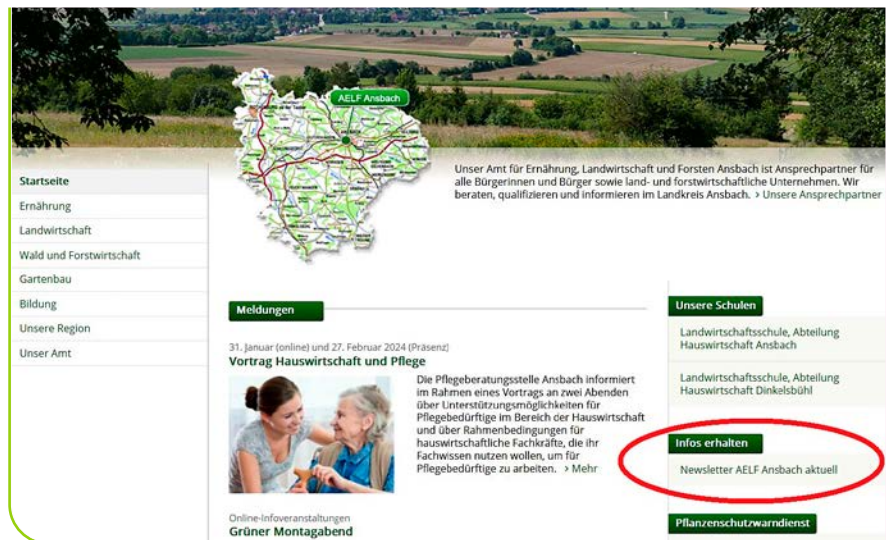 AELF Ansbach
Unser Amt für Ernährung, Landwirtschaft und Forsten Ansbach ist Ansprechpartner für
alle Bürgerinnen und Bürger sowie land- und forstwirtschaftliche Unternehmen. Wir
beraten, qualifizieren und informieren im Landkreis Ansbach. > Unsere Ansprechpartner
Startseite
Ernährung
Landwirtschaft
Wald und Forstwirtschaft
Gartenbau
Bildung
Unsere Region
Unser Amt
Meldungen
31. Januar (online) und 27. Februar 2024 (Präsenz)
Vortrag Hauswirtschaft und Pflege
Die Pflegeberatungsstelle Ansbach informiert
im Rahmen eines Vortrags an zwei Abenden
über Unterstützungsmöglichkeiten für
Pflegebedürftige im Bereich der Hauswirtschaft
und über Rahmenbedingungen für
hauswirtschaftliche Fachkräfte, die ihr
Fachwissen nutzen wollen, um für
Pflegebedürftige zu arbeiten. > Mehr
Online-Infoveranstaltungen
Grüner Montagabend
Unsere Schulen
Landwirtschaftsschule, Abteilung
Hauswirtschaft Ansbach
Landwirtschaftsschule, Abteilung
Hauswirtschaft Dinkelsbühl
Infos erhalten
Newsletter AELF Ansbach aktuell
Pflanzenschutzwarndienst